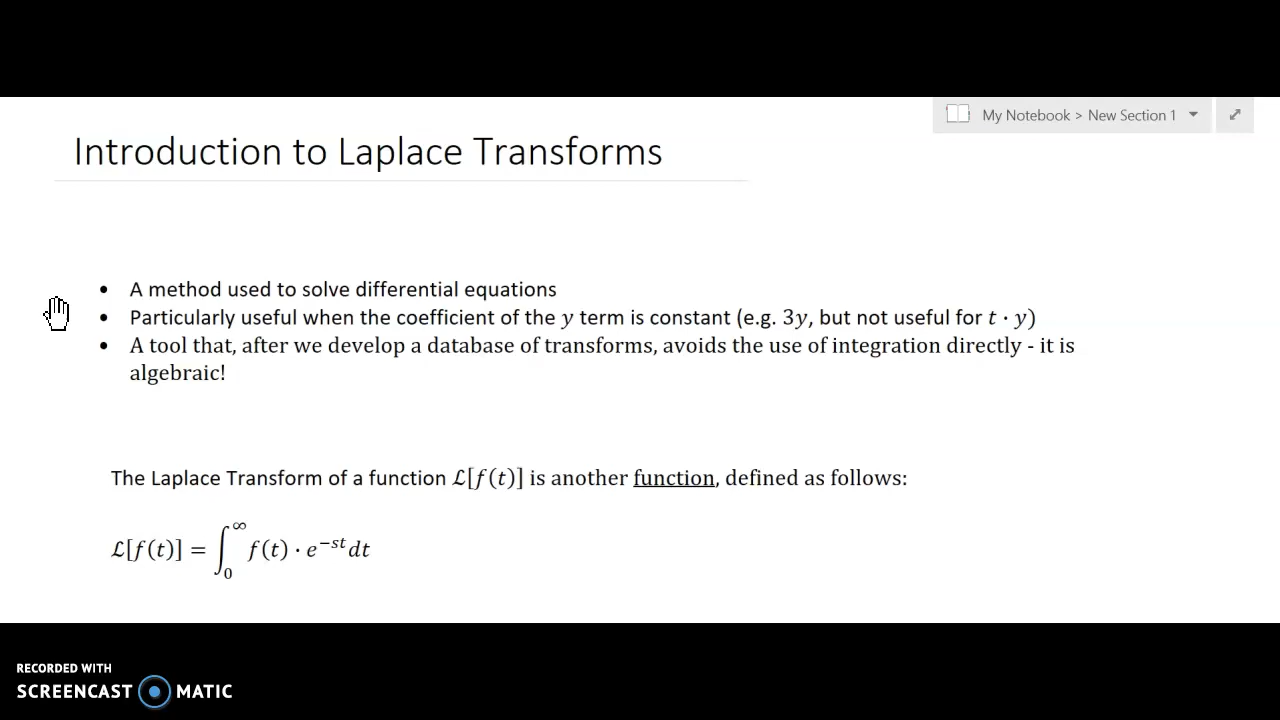 My Notebook > New Section 1
Introduction to Laplace Transforms
• A method used to solve differential equations
• Particularly useful when the coefficient of the y term is constant (e.g. 3y, but not useful for t · y)
• A tool that, after we develop a database of transforms, avoids the use of integration directly - it is
algebraic!
The Laplace Transform of a function ℒ[f(t)] is another function, defined as follows:
ℒ[f(t)] = ∫₀^∞ f(t) · e^{−st} dt
RECORDED WITH
SCREENCAST MATIC